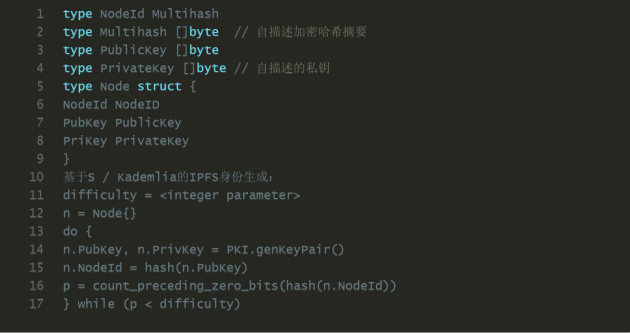 1 type NodeId Multihash
2 type Multihash []byte // 自描述加密哈希摘要
3 type PublicKey []byte
4 type PrivateKey []byte // 自描述的私钥
5 type Node struct {
6 NodeId NodeID
7 PubKey PublicKey
8 PriKey PrivateKey
9 }
10 基于S / Kademlia的IPFS身份生成:
11 difficulty = <integer parameter>
12 n = Node{}
13 do {
14 n.PubKey, n.PrivKey = PKI.genKeyPair()
15 n.NodeId = hash(n.PubKey)
16 p = count_preceding_zero_bits(hash(n.NodeId))
17 } while (p < difficulty)